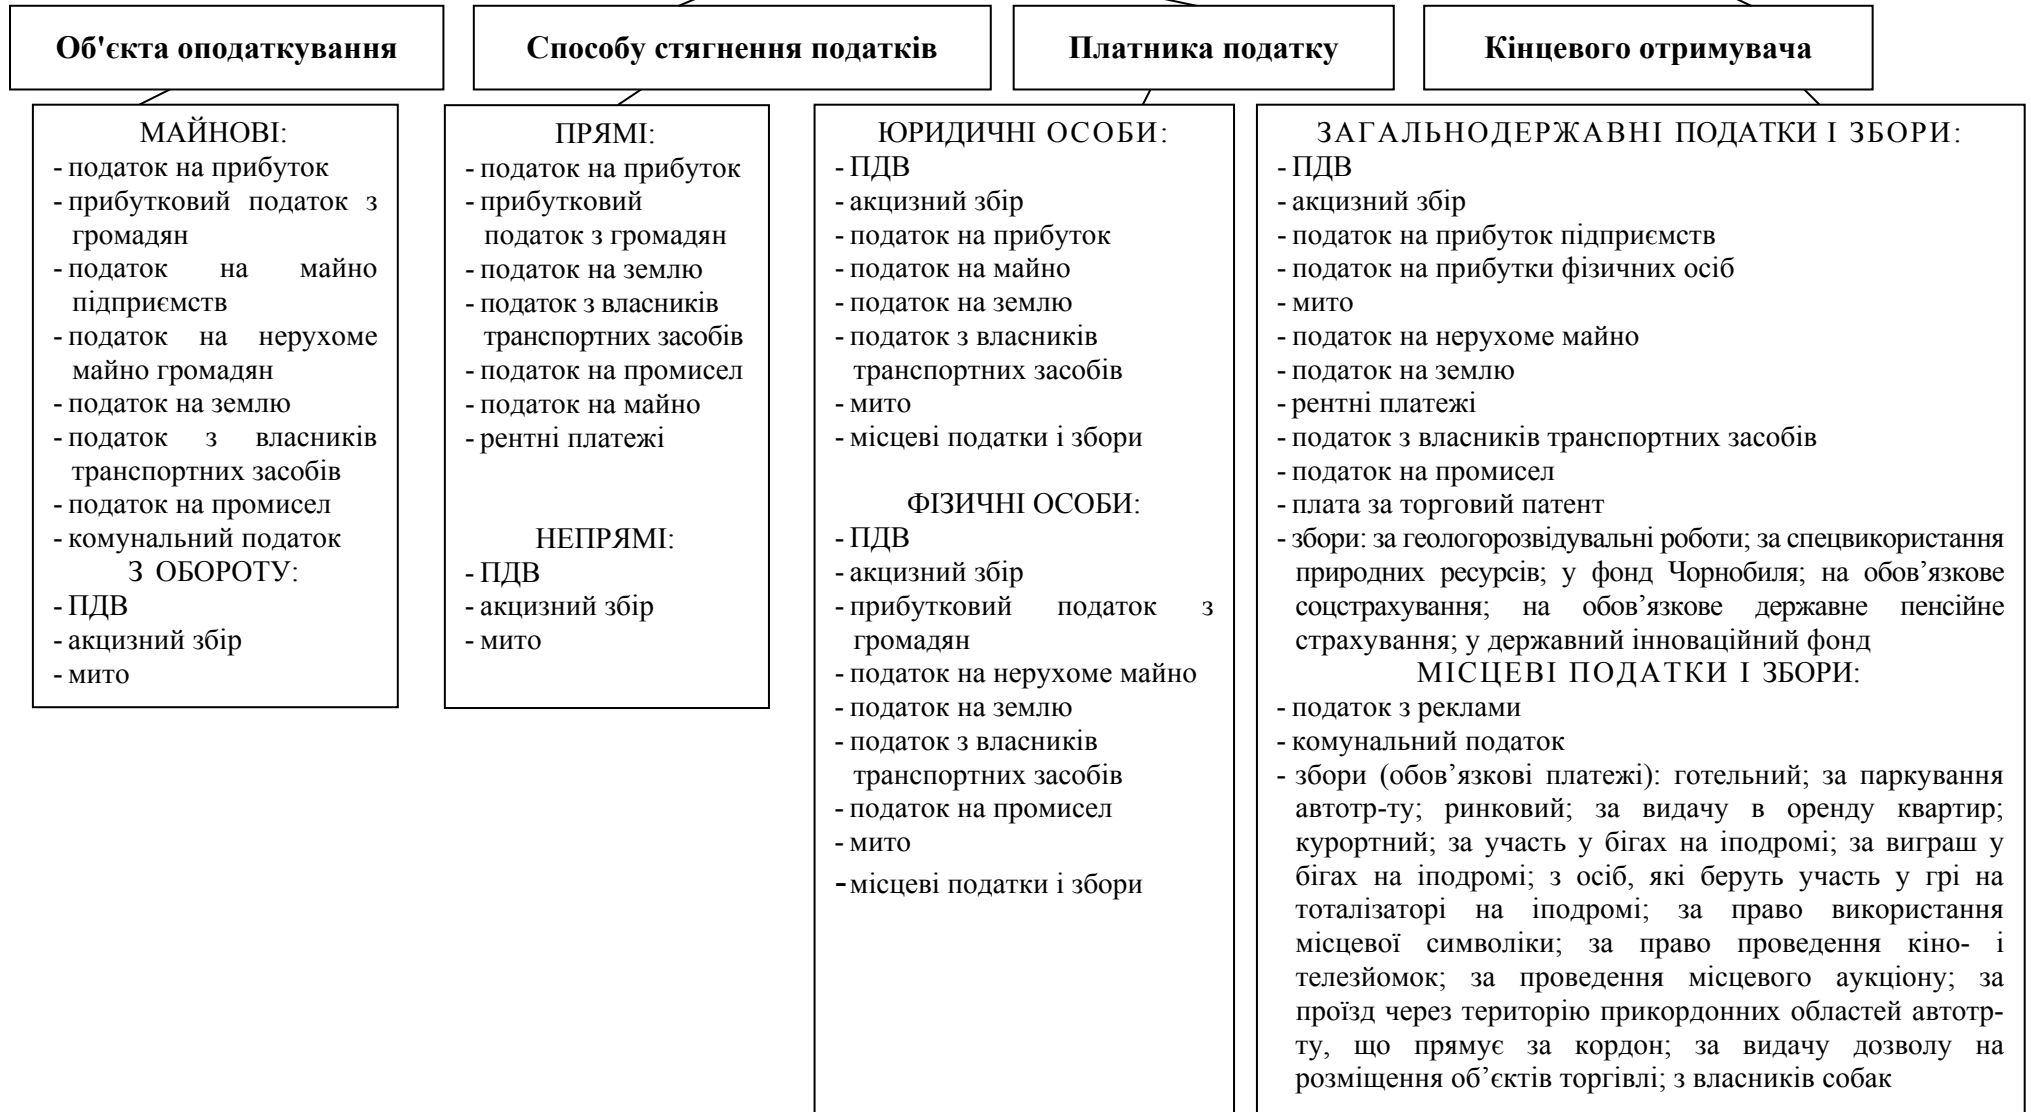 Об'єкта оподаткування
Способу стягнення податків
Платника податку
Кінцевого отримувача
МАЙНОВІ:
- податок на прибуток
- прибутковий податок з
громадян
- податок на майно
підприємств
- податок на нерухоме
майно громадян
- податок на землю
- податок з власників
транспортних засобів
- податок на промисел
- комунальний податок
З ОБОРОТУ:
- ПДВ
- акцизний збір
- мито
ПРЯМІ:
- податок на прибуток
- прибутковий
податок з громадян
- податок на землю
- податок з власників
транспортних засобів
- податок на промисел
- податок на майно
- рентні платежі
НЕПРЯМІ:
- ПДВ
- акцизний збір
- мито
ЮРИДИЧНІ ОСОБИ:
- ПДВ
- акцизний збір
- податок на прибуток
- податок на майно
- податок на землю
- податок з власників
транспортних засобів
- мито
- місцеві податки і збори
ФІЗИЧНІ ОСОБИ:
- ПДВ
- акцизний збір
- прибутковий податок з
громадян
- податок на нерухоме майно
- податок на землю
- податок з власників
транспортних засобів
- податок на промисел
- мито
- місцеві податки і збори
ЗАГАЛЬНОДЕРЖАВНІ ПОДАТКИ І ЗБОРИ:
- ПДВ
- акцизний збір
- податок на прибуток підприємств
- податок на прибутки фізичних осіб
- мито
- податок на нерухоме майно
- податок на землю
- рентні платежі
- податок з власників транспортних засобів
- податок на промисел
- плата за торговий патент
- збори: за геологорозвідувальні роботи; за спецвикористання
природних ресурсів; у фонд Чорнобиля; на обов’язкове
соцстрахування; на обов’язкове державне пенсійне
страхування; у державний інноваційний фонд
МІСЦЕВІ ПОДАТКИ І ЗБОРИ:
- податок з реклами
- комунальний податок
- збори (обов’язкові платежі): готельний; за паркування
автотр-ту; ринковий; за видачу в оренду квартир;
курортний; за участь у бігах на іподромі; за виграш у
бігах на іподромі; з осіб, які беруть участь у грі на
тоталізаторі на іподромі; за право використання
місцевої символіки; за право проведення кіно- і
телезйомок; за проведення місцевого аукціону; за
проїзд через територію прикордонних областей автотр-
ту, що прямує за кордон; за видачу дозволу на
розміщення об’єктів торгівлі; з власників собак